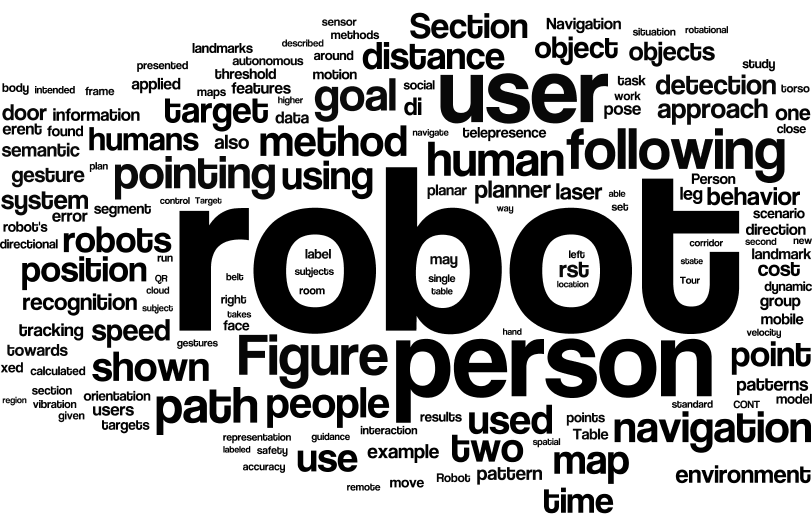 sensor
methods
Section
Navigation
situation
rotational
landmarks
described
autonomous
around
distance
object
objects
presented
threshold
motion
user
study
body
intended
frame
applied
maps
features
goal
social
di
task
work
detection
torso
door
information
target
higher
data
pose
approach
one
close
erent
found
humans
also
method
navigate
telepresence
semantic
human
following
gesture
plan
pointing
using
planar
planner
laser
able
set
Person
leg
behavior
system
error
segment
control
Target
way
scenario
robot's
robot
direction
directional
robots
label
may
left
corridor
second
new
run
subjects
single
rst
state
landmark
position
QR
belt
room
table
location
Tour
cost
cloud
dynamic
recognition
subject
right
takes
face
group
mobile
tracking
speed
gestures
hand
velocity
towards
Figure
person
point
xed
calculated
shown
patterns
region
section
orientation
path
people
standard
CONT
model
vibration
given
users
targets
results
used
points
Table
navigation
representation
guidance
interaction
labeled
safety
use
example
two
spatial
accuracy
map
remote
move
Robot
pattern
environment
time